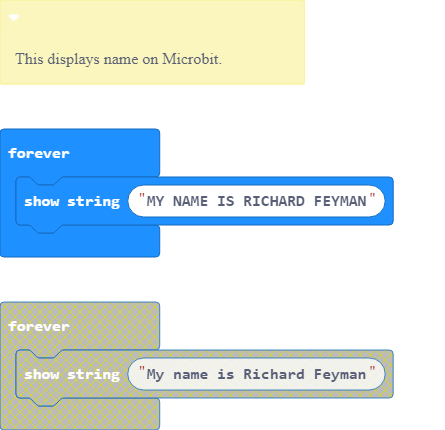 This displays name on Microbit.
forever
show string "MY NAME IS RICHARD FEYMAN"
forever
show string "My name is Richard Feyman"